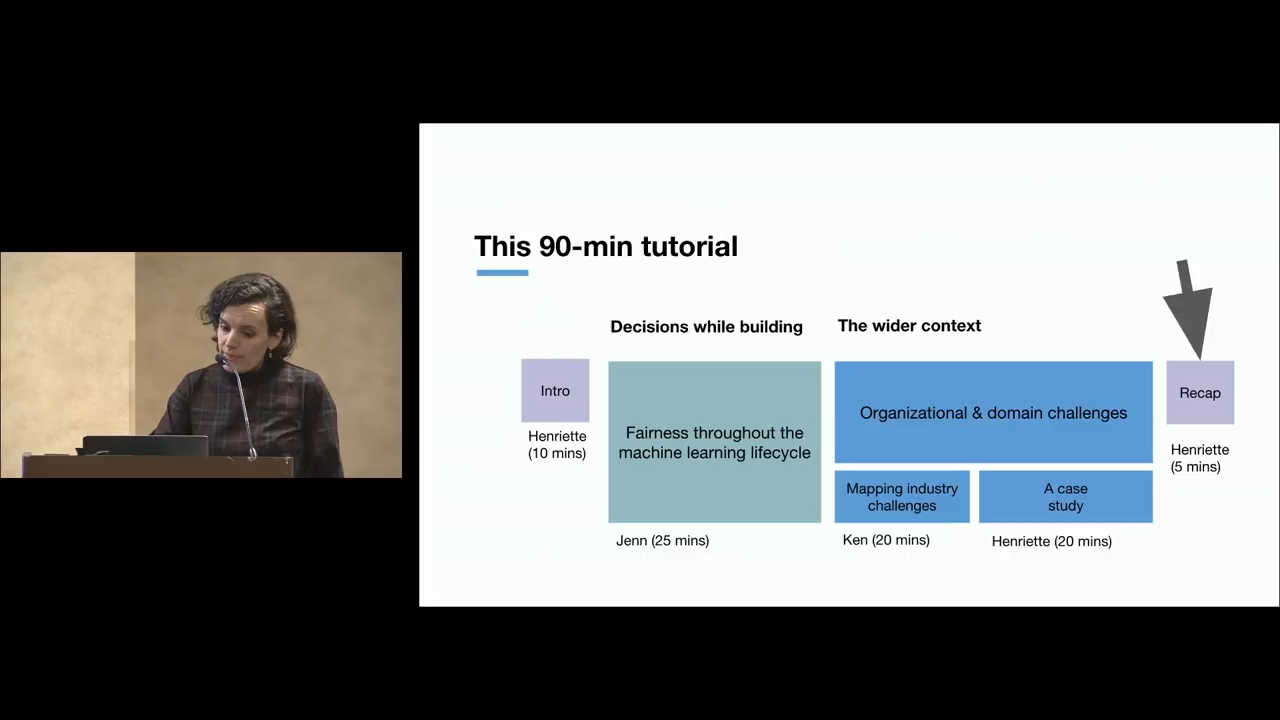 This 90-min tutorial
Decisions while building
The wider context
Intro
Henriette
(10 mins)
Fairness throughout the
machine learning lifecycle
Jenn (25 mins)
Organizational & domain challenges
Mapping industry
challenges
Ken (20 mins)
A case
study
Henriette (20 mins)
Recap
Henriette
(5 mins)